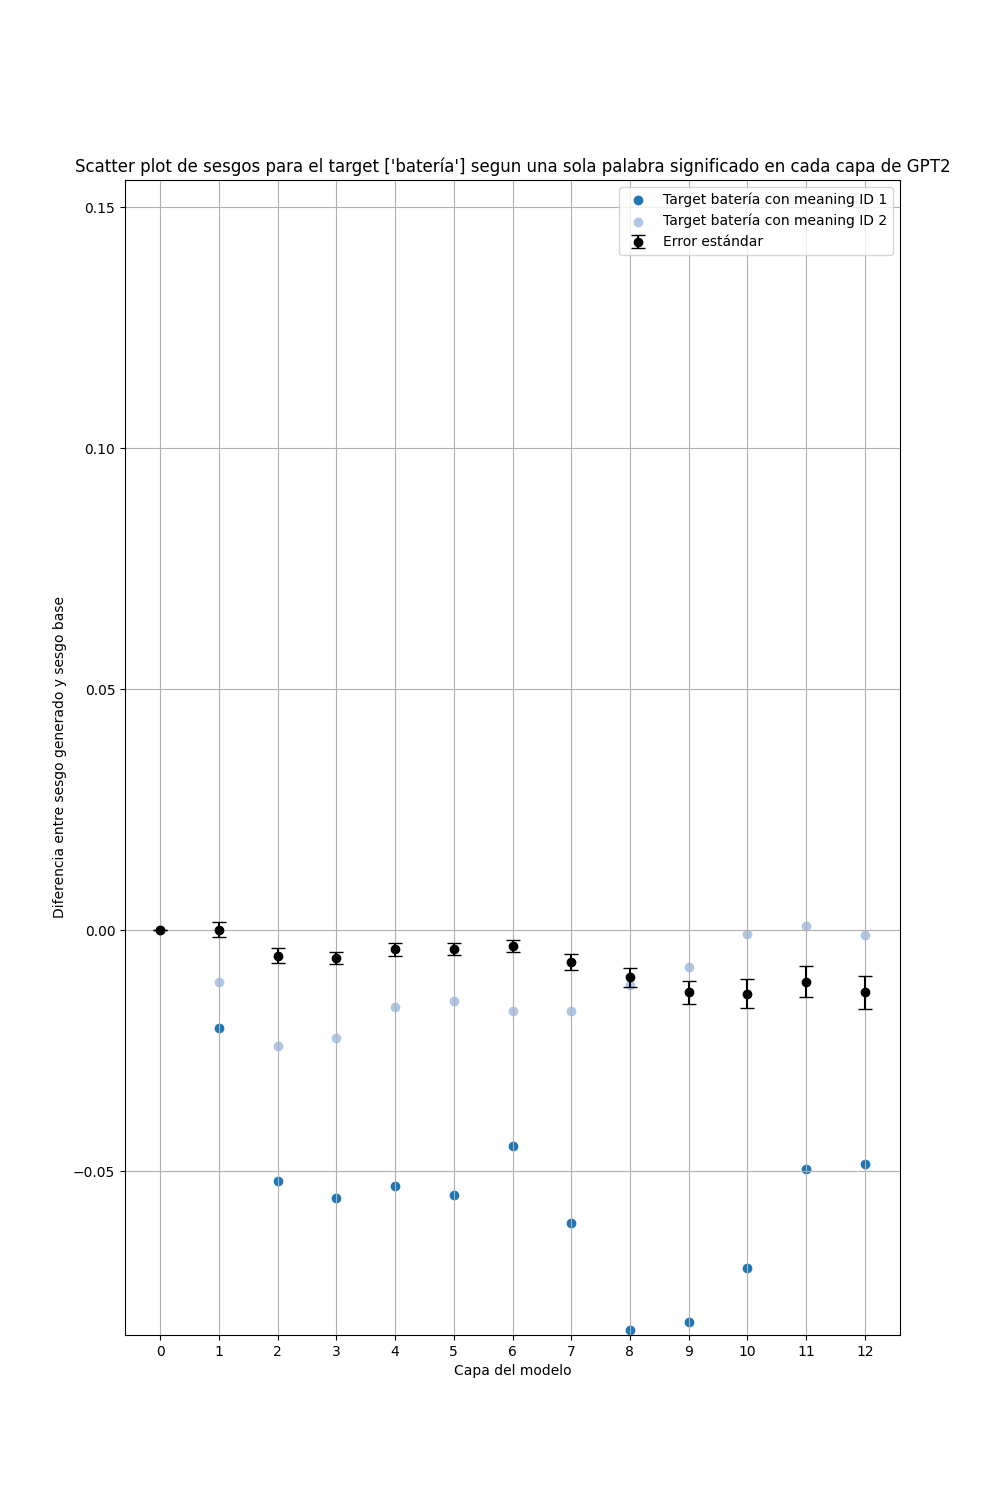 Scatter plot de sesgos para el target ['batería'] segun una sola palabra significado en cada capa de GPT2
Target batería con meaning ID 1
Target batería con meaning ID 2
Error estándar
Diferencia entre sesgo generado y sesgo base
0.15
0.10
0.05
0.00
−0.05
0 1 2 3 4 5 6 7 8 9 10 11 12
Capa del modelo